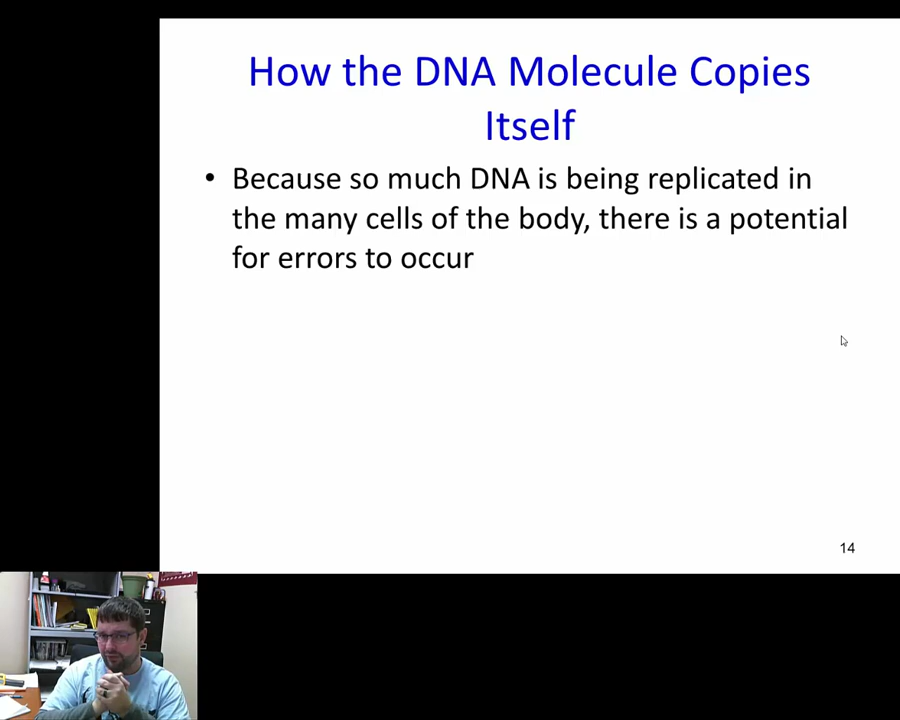 How the DNA Molecule Copies
Itself
• Because so much DNA is being replicated in
the many cells of the body, there is a potential
for errors to occur
14